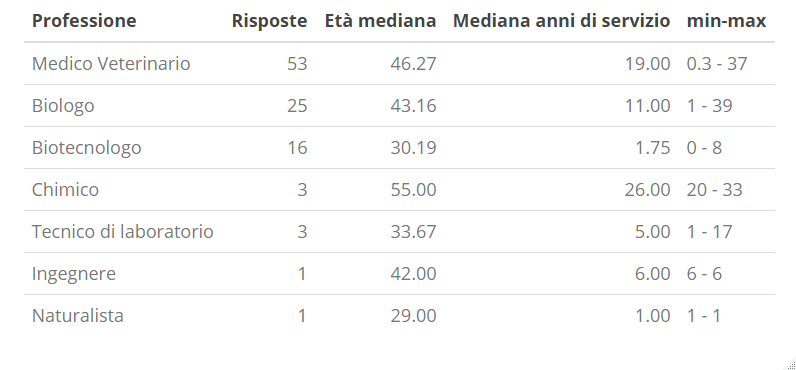 Professione Risposte Età mediana Mediana anni di servizio min-max
Medico Veterinario 53 46.27 19.00 0.3 - 37
Biologo 25 43.16 11.00 1 - 39
Biotecnologo 16 30.19 1.75 0 - 8
Chimico 3 55.00 26.00 20 - 33
Tecnico di laboratorio 3 33.67 5.00 1 - 17
Ingegnere 1 42.00 6.00 6 - 6
Naturalista 1 29.00 1.00 1 - 1